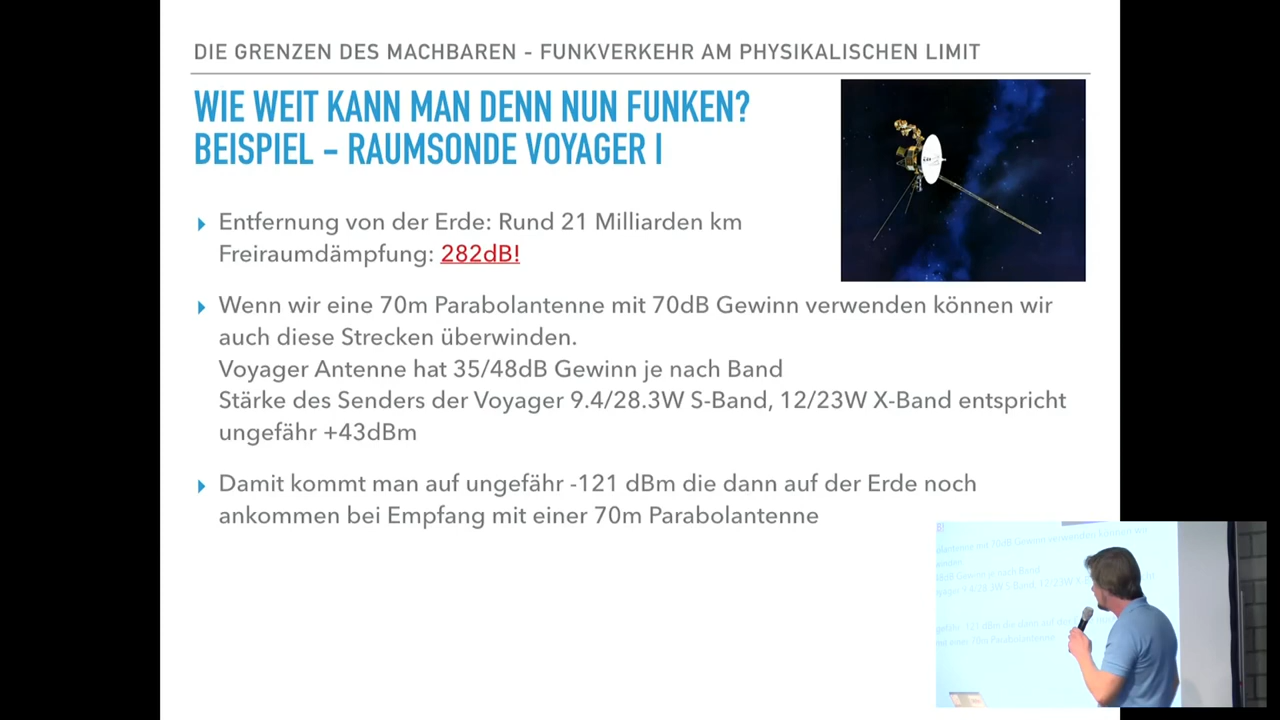 DIE GRENZEN DES MACHBAREN - FUNKVERKEHR AM PHYSIKALISCHEN LIMIT
WIE WEIT KANN MAN DENN NUN FUNKEN?
BEISPIEL - RAUMSONDE VOYAGER I
Entfernung von der Erde: Rund 21 Milliarden km
Freiraumdämpfung: 282dB!
Wenn wir eine 70m Parabolantenne mit 70dB Gewinn verwenden können wir
auch diese Strecken überwinden.
Voyager Antenne hat 35/48dB Gewinn je nach Band
Stärke des Senders der Voyager 9.4/28.3W S-Band, 12/23W X-Band entspricht
ungefähr +43dBm
Damit kommt man auf ungefähr -121 dBm die dann auf der Erde noch
ankommen bei Empfang mit einer 70m Parabolantenne